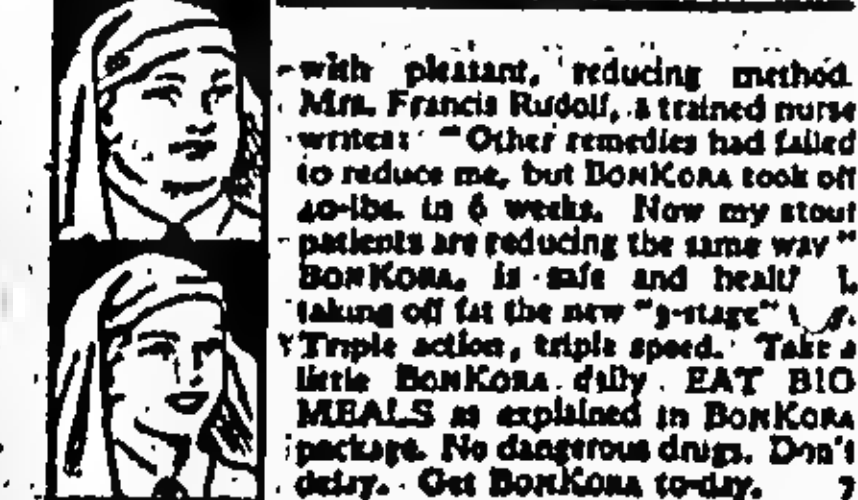 with pleasant, reducing method.
Mrs. Francis Rudolf, a trained nurse
writes: "Other remedies had failed
to reduce me, but BONKORA took off
40-lbs. in 6 weeks. Now my stout
patients are reducing the same way"
BONKORA, is safe and
taking off fat the new "3-stage"
Triple action, triple speed. Take a
little BONKORA daily. EAT BIG
MEALS as explained in BONKORA
package. No dangerous drugs. Don't
delay. Get BONKORA to-day. 7